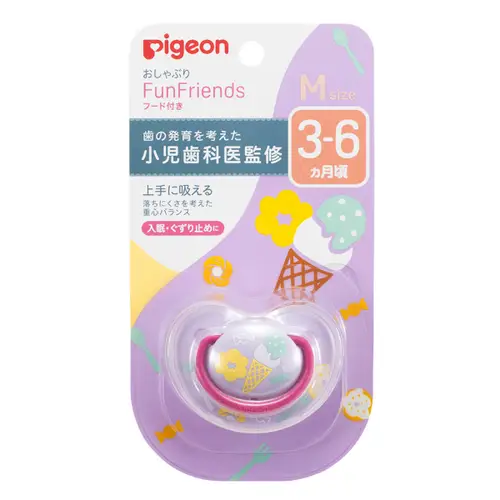 Pigeon
おしゃぶり
FunFriends
フード付き
M size
歯の発育を考えた
小児歯科医監修
3-6
ヵ月頃
上手に吸える
落ちにくさを考えた
重心バランス
入眠・ぐずり止めに